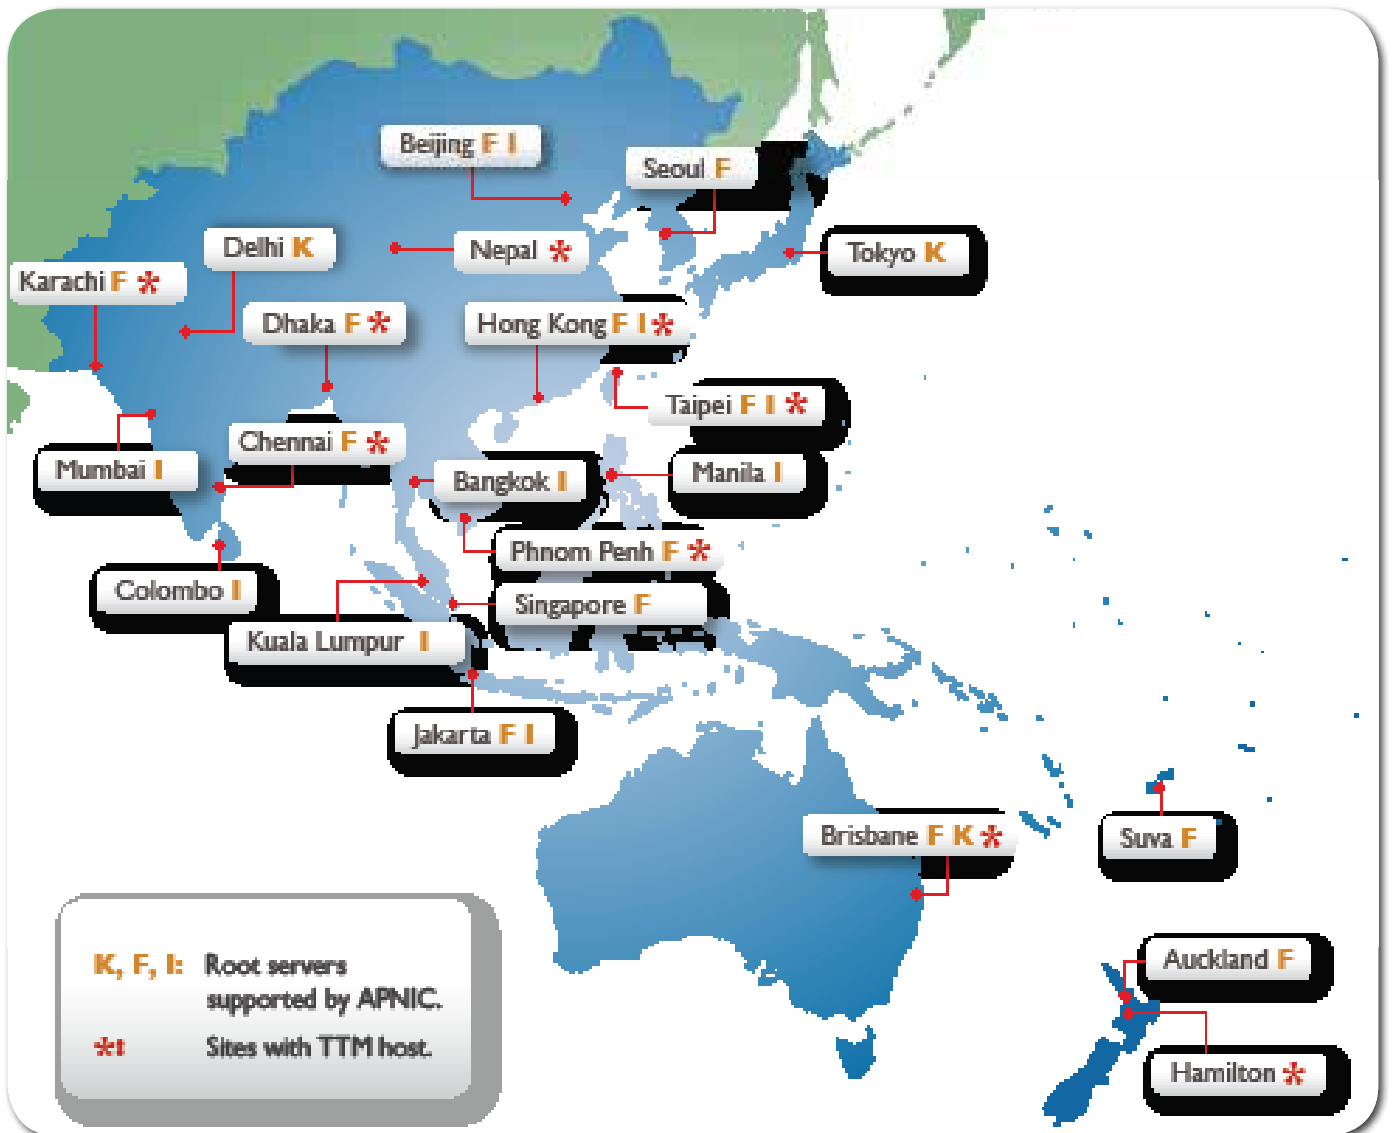 Beijing F I
Seoul F
Delhi K
Nepal *
Tokyo K
Karachi F *
Dhaka F *
Hong Kong F I *
Taipei F I *
Chennai F *
Mumbai I
Bangkok I
Manila I
Phnom Penh F *
Colombo I
Singapore F
Kuala Lumpur I
Jakarta F I
Brisbane F K *
Suva F
Auckland F
Hamilton *
K, F, I: Root servers
supported by APNIC.
*: Sites with TTM host.